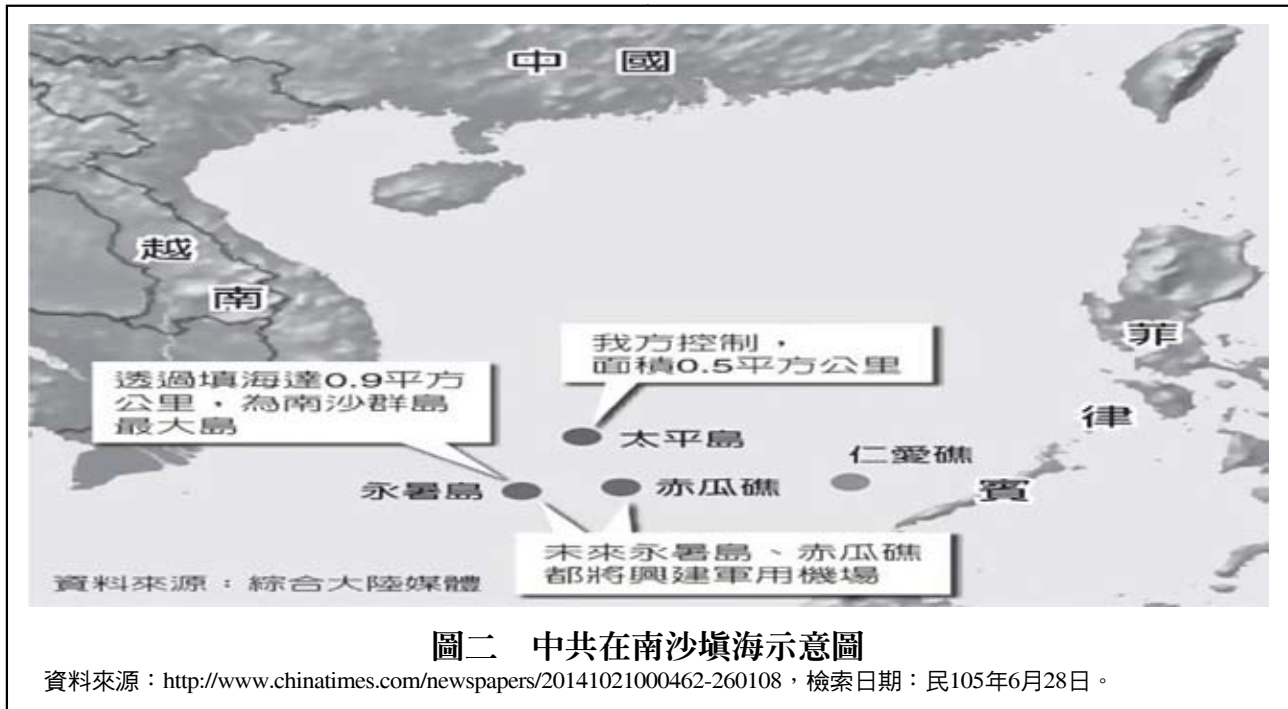 中國
越
南
我方控制，
面積0.5平方公里
透過填海達0.9平方
公里，為南沙群島
最大島
太平島
仁愛礁
永暑島
赤瓜礁
菲
律
賓
未來永暑島、赤瓜礁
都將興建軍用機場
資料來源：綜合大陸媒體
圖二　中共在南沙填海示意圖
資料來源：http://www.chinatimes.com/newspapers/20141021000462-260108，檢索日期：民105年6月28日。